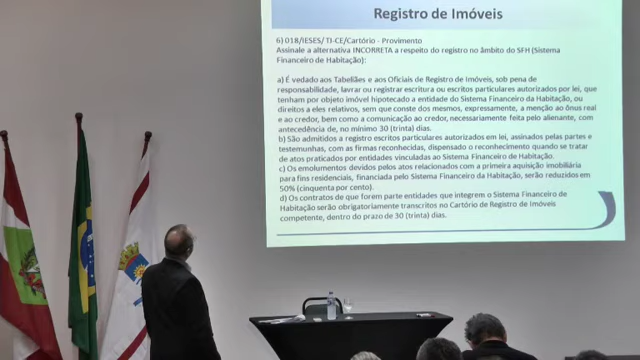 Registro de Imóveis
6) 018/IESES/ TJ-CE/Cartório - Provimento
Assinale a alternativa INCORRETA a respeito do registro no âmbito do SFH (Sistema
Financeiro de Habitação):
a) É vedado aos Tabeliães e aos Oficiais de Registro de Imóveis, sob pena de
responsabilidade, lavrar ou registrar escritura ou escritos particulares autorizados por lei, que
tenham por objeto imóvel hipotecado a entidade do Sistema Financeiro da Habitação, ou
direitos a eles relativos, sem que conste dos mesmos, expressamente, a menção ao ônus real
e ao credor, bem como a comunicação ao credor, necessariamente feita pelo alienante, com
antecedência de, no mínimo 30 (trinta) dias.
b) São admitidos a registro escritos particulares autorizados em lei, assinados pelas partes e
testemunhas, com as firmas reconhecidas, dispensado o reconhecimento quando se tratar
de atos praticados por entidades vinculadas ao Sistema Financeiro de Habitação.
c) Os emolumentos devidos pelos atos relacionados com a primeira aquisição imobiliária
para fins residenciais, financiada pelo Sistema Financeiro da Habitação, serão reduzidos em
50% (cinquenta por cento).
d) Os contratos de que forem parte entidades que integrem o Sistema Financeiro de
Habitação serão obrigatoriamente transcritos no Cartório de Registro de Imóveis
competente, dentro do prazo de 30 (trinta) dias.